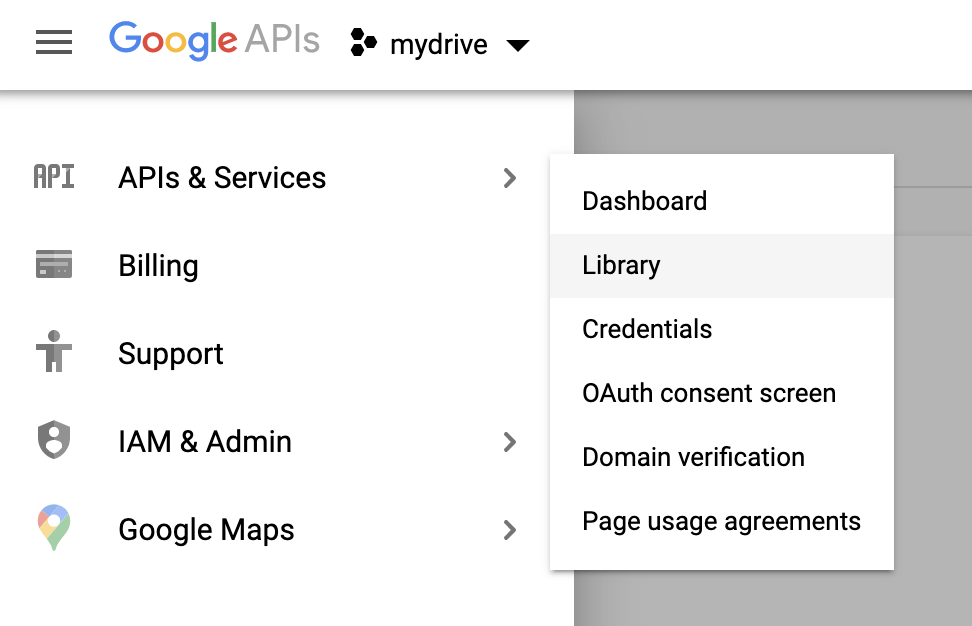 Google APIs mydrive
API APIs & Services
Billing
Support
IAM & Admin
Google Maps
Dashboard
Library
Credentials
OAuth consent screen
Domain verification
Page usage agreements